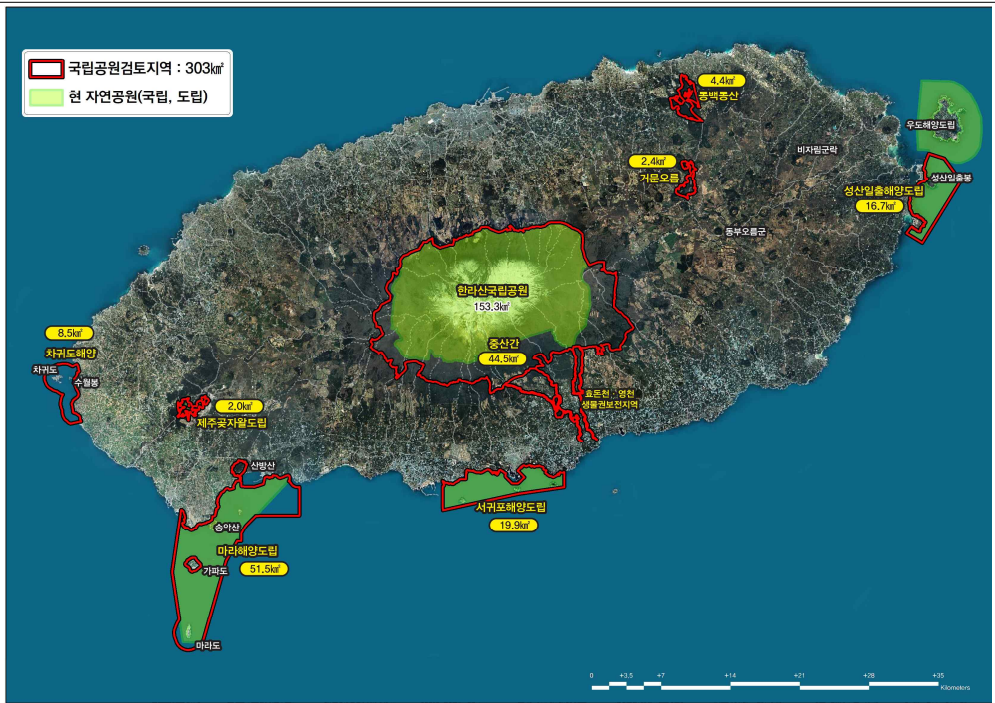 국립공원검토지역 : 303㎢
현 자연공원(국립, 도립)
4.4㎢
동백동산
우도해양도립
비자림군락
2.4㎢
거문오름
성산일출봉
성산일출해양도립
16.7㎢
동부오름군
한라산국립공원
153.3㎢
8.5㎢
차귀도해양
차귀도
수월봉
중산간
44.5㎢
효돈천·영천
생물권보전지역
2.0㎢
제주곶자왈도립
산방산
서귀포해양도립
19.9㎢
송악산
마라해양도립
가파도
51.5㎢
마라도
0 +3.5 +7 +14 +21 +28 +35
Kilometers